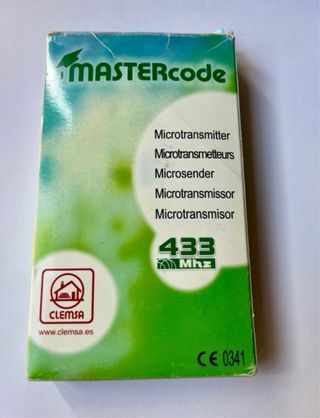 MASTERcode
Microtransmitter
Microtransmetteurs
Microsender
Microtransmissor
Microtransmisor
433
Mhz
CLEMSA
www.clemsa.es
CE 0341